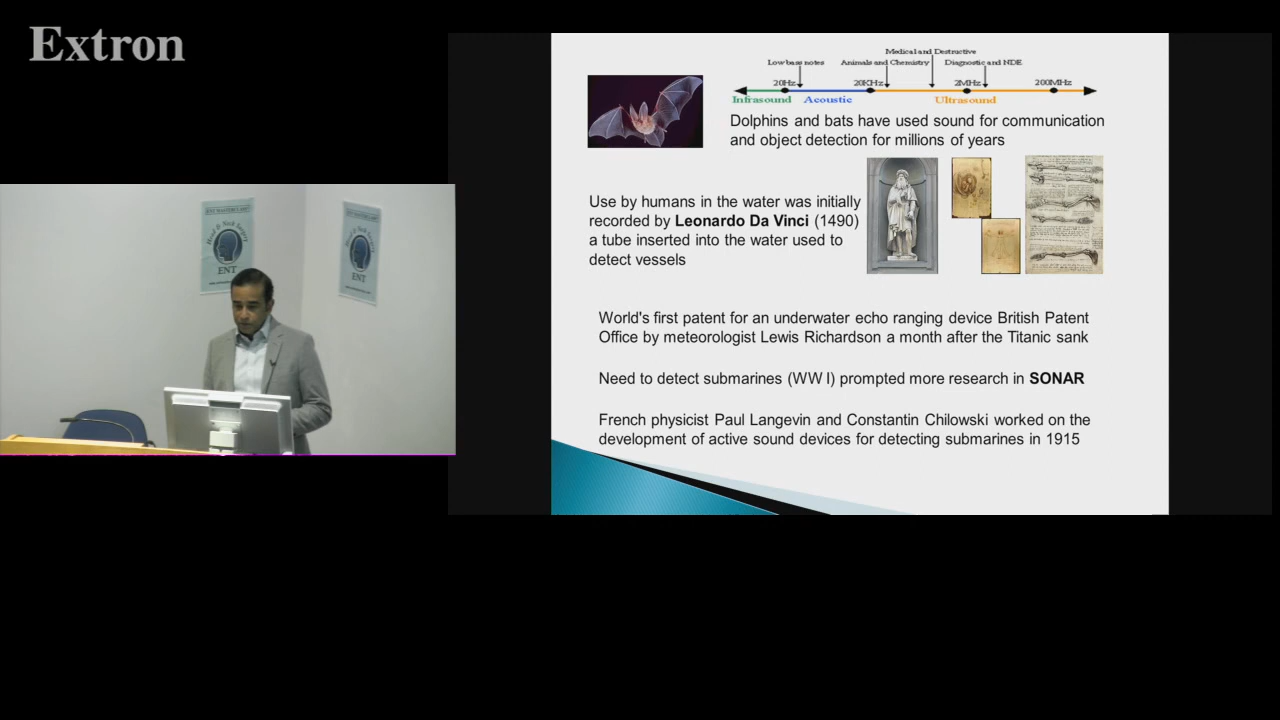 Extron
Medical and Destructive
Low bass notes
Animals and Chemistry
Diagnostic and NDE
20Hz
20KHz
2MHz
200MHz
Infrasound
Acoustic
Ultrasound
Dolphins and bats have used sound for communication
and object detection for millions of years
Use by humans in the water was initially
recorded by Leonardo Da Vinci (1490)
a tube inserted into the water used to
detect vessels
World's first patent for an underwater echo ranging device British Patent
Office by meteorologist Lewis Richardson a month after the Titanic sank
Need to detect submarines (WW I) prompted more research in SONAR
French physicist Paul Langevin and Constantin Chilowski worked on the
development of active sound devices for detecting submarines in 1915
ENT
ENT